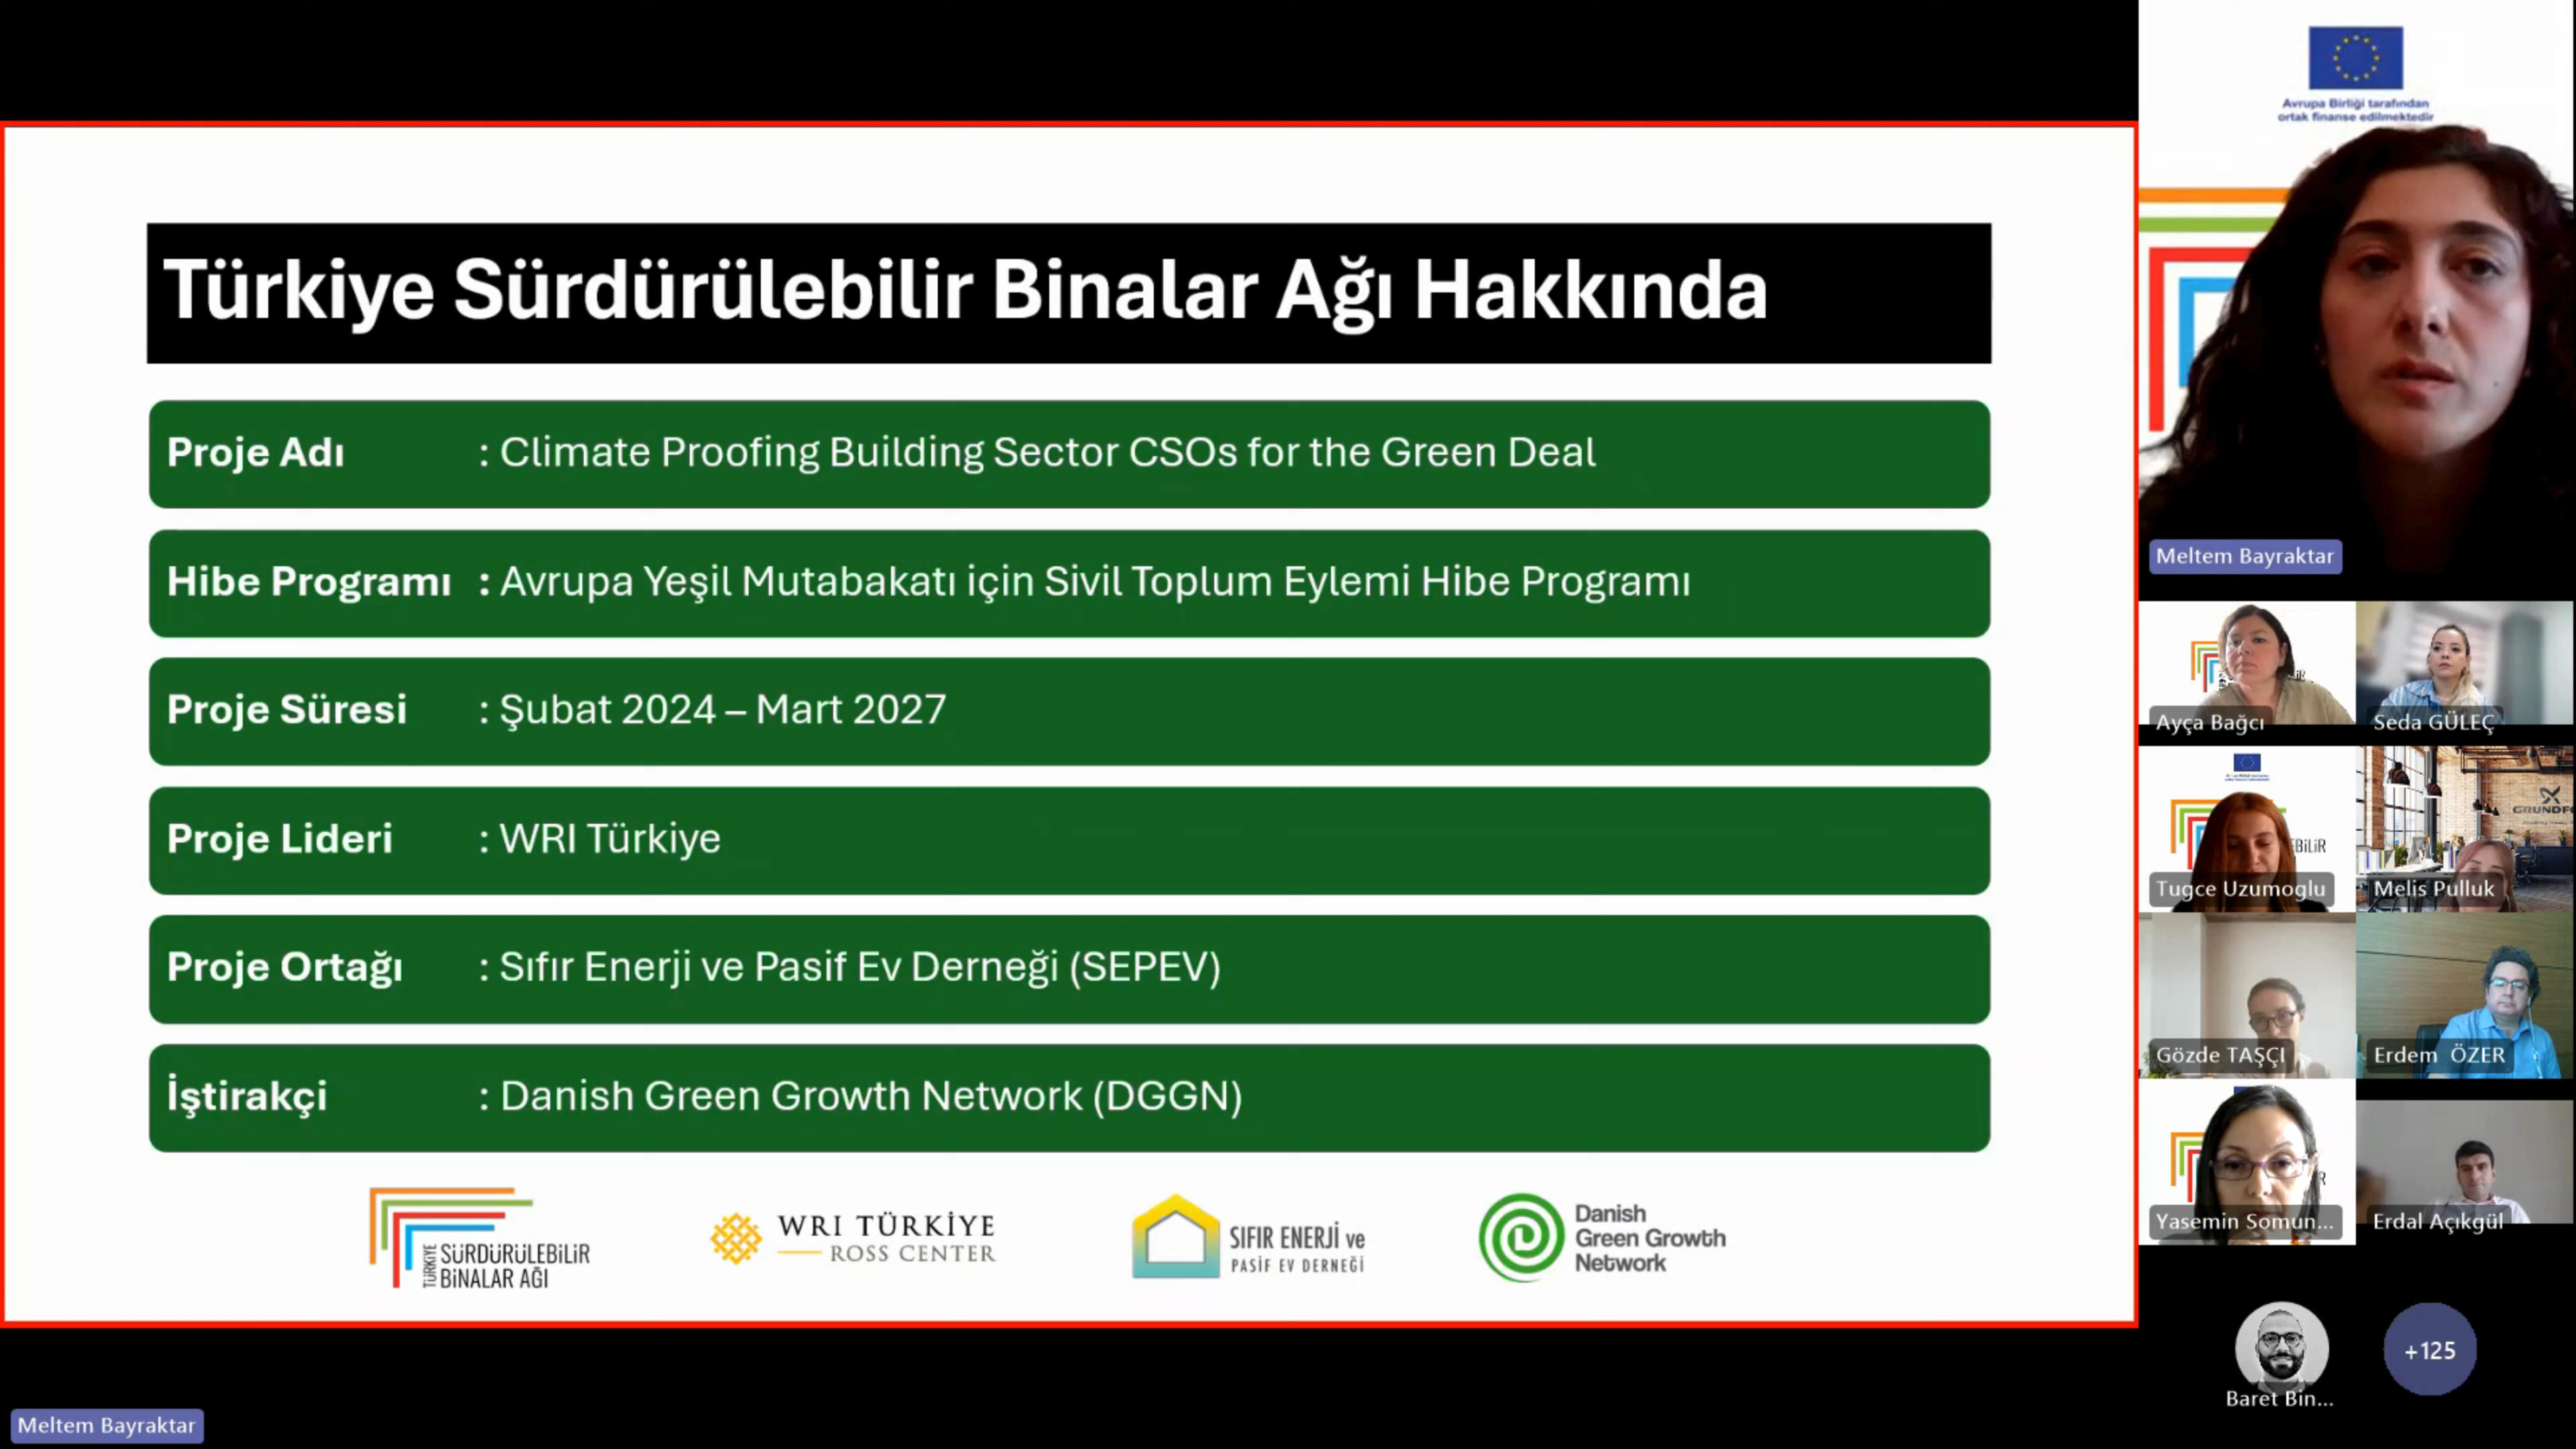 Türkiye Sürdürülebilir Binalar Ağı Hakkında
Proje Adı : Climate Proofing Building Sector CSOs for the Green Deal
Hibe Programı : Avrupa Yeşil Mutabakatı için Sivil Toplum Eylemi Hibe Programı
Proje Süresi : Şubat 2024 – Mart 2027
Proje Lideri : WRI Türkiye
Proje Ortağı : Sıfır Enerji ve Pasif Ev Derneği (SEPEV)
İştirakçi : Danish Green Growth Network (DGGN)
TÜRKİYE
SÜRDÜRÜLEBİLİR
BİNALAR AĞI
WRI TÜRKİYE
ROSS CENTER
SIFIR ENERJİ ve
PASİF EV DERNEĞİ
Danish
Green Growth
Network
Meltem Bayraktar
Avrupa Birliği tarafından
ortak finanse edilmektedir
Meltem Bayraktar
Ayça Bağcı
Seda GÜLEÇ
BİLİR
Tugce Uzumoglu
GRUNDF
Melis Pulluk
Gözde TAŞÇI
Erdem ÖZER
Yasemin Somun...
Erdal Açıkgül
Baret Bin...
+125